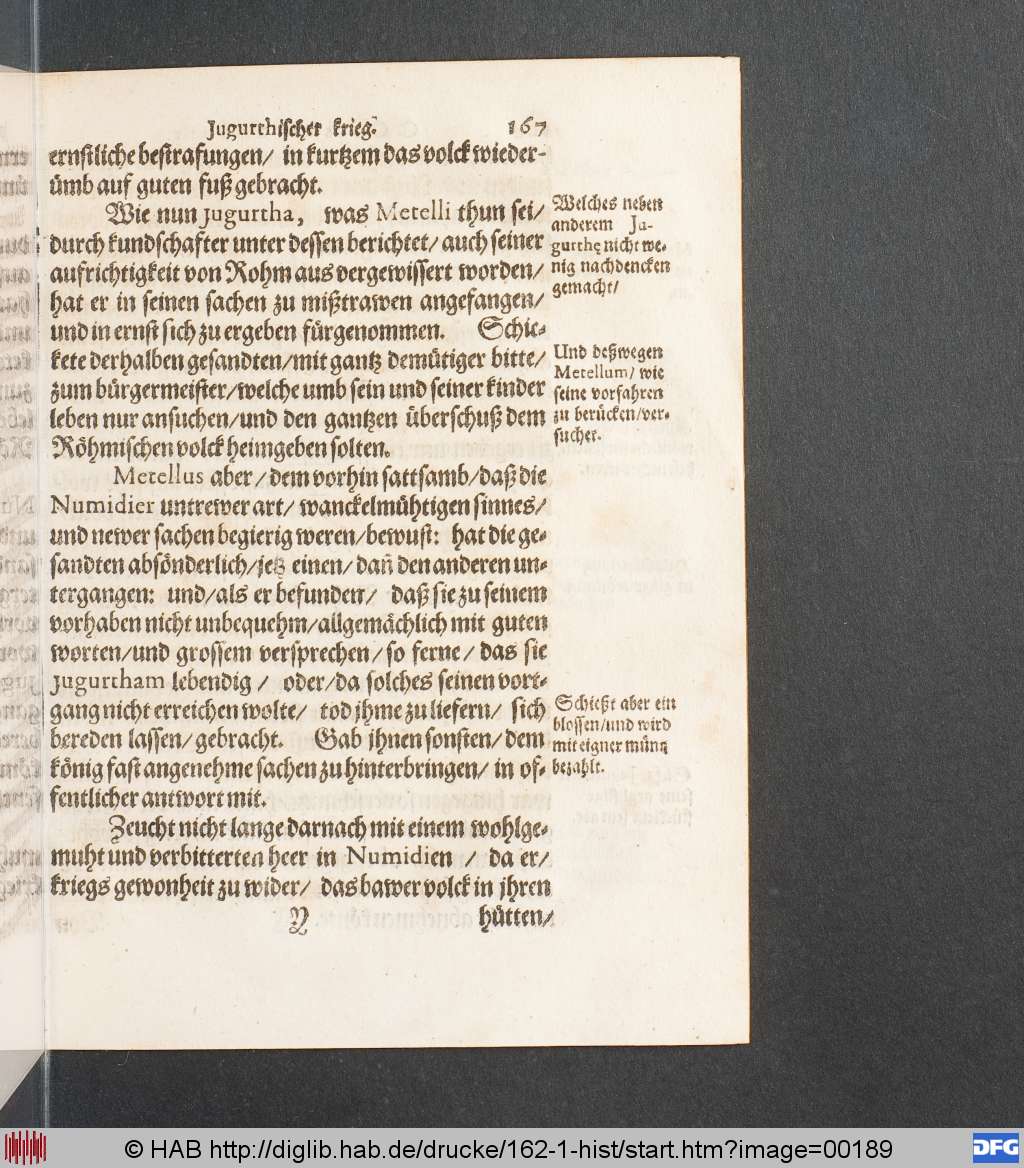 Jugurthischer krieg. 167
ernstliche bestrafungen/ in kurtzem das volck wieder-
ümb auf guten fuß gebracht.
Wie nun Jugurtha, was Metelli thun sei/
durch kundschafter unter dessen berichtet/ auch seiner
aufrichtigkeit von Rohm aus vergewissert worden/
hat er in seinen sachen zu mißtrawen angefangen/
und in ernst sich zu ergeben fürgenommen. Schic-
kete derhalben gesandten/mit gantz demütiger bitte/
zum bürgermeister/welche umb sein und seiner kinder
leben nur ansuchen/und den gantzen überschuß dem
Röhmischen volck heimgeben solten.
Welches neben
anderem Ju-
gurthę nicht we-
nig nachdencken
gemacht/
Und deßwegen
Metellum/ wie
seine vorfahren
zu berücken/ver-
suchet.
Metellus aber/dem vorhin sattsamb/daß die
Numidier untrewer art/ wanckelmühtigen sinnes/
und newer sachen begierig weren/bewust: hat die ge-
sandten absönderlich/jetz einen/ dañ den anderen un-
tergangen: und/als er befunden/ daß sie zu seinem
vorhaben nicht unbequehm/allgemächlich mit guten
worten/und grossem versprechen/so ferne/das sie
Jugurtham lebendig / oder/da solches seinen vort-
gang nicht erreichen wolte/ tod jhme zu liefern/ sich
bereden lassen/gebracht. Gab jhnen sonsten/dem
könig fast angenehme sachen zu hinterbringen/ in of-
fentlicher antwort mit.
Schießt aber ein
blossen/und wird
mit eigner müntz
bezahlt.
Zeucht nicht lange darnach mit einem wohlge-
muht und verbitterten heer in Numidien / da er/
kriegs gewonheit zu wider/ das bawer volck in jhren
Y hütten/
© HAB http://diglib.hab.de/drucke/162-1-hist/start.htm?image=00189
DFG